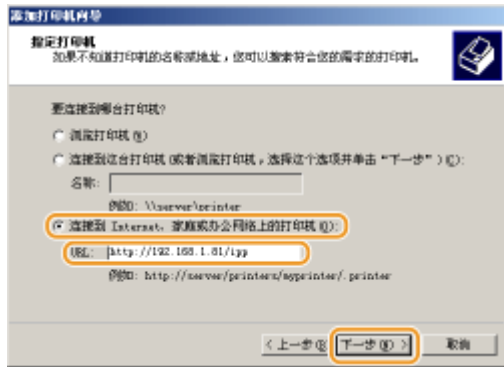 添加打印机向导
指定打印机
如果不知道打印机的名称或地址，您可以搜索符合您的需求的打印机。
要连接到哪台打印机?
浏览打印机(W)
连接到这台打印机(或者浏览打印机，选择这个选项并单击“下一步”)(C):
名称:
例如: \\server\printer
连接到 Internet、家庭或办公网络上的打印机(O):
URL: http://192.168.1.81/ipp
例如: http://server/printers/myprinter/.printer
<上一步(B) 下一步(N) > 取消